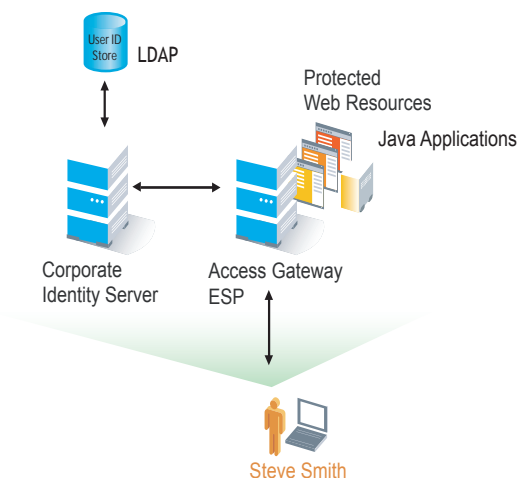 User ID
Store
LDAP
Protected
Web Resources
Java Applications
Corporate
Identity Server
Access Gateway
ESP
Steve Smith